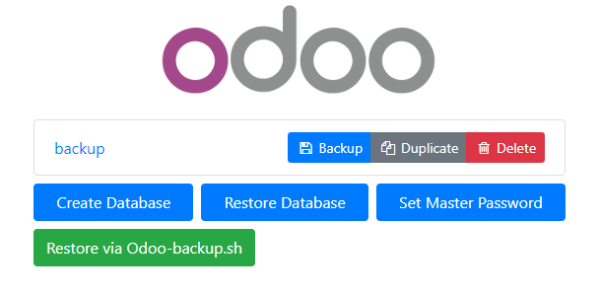 odoo
backup Backup Duplicate Delete
Create Database Restore Database Set Master Password
Restore via Odoo-backup.sh